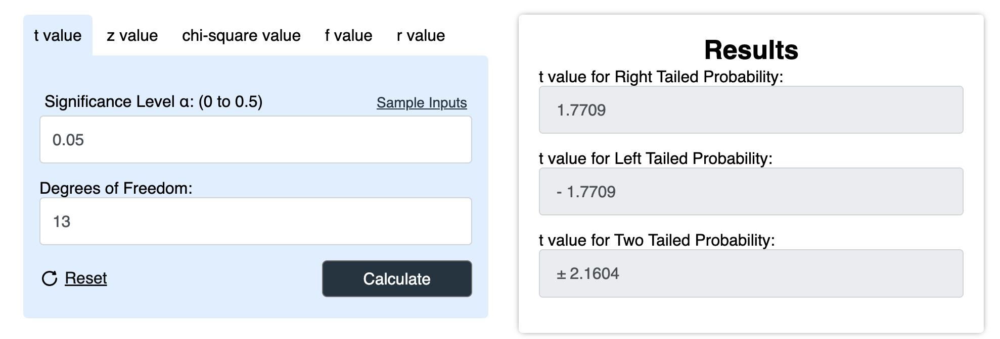 t value z value chi-square value f value r value
Significance Level α: (0 to 0.5) Sample Inputs
0.05
Degrees of Freedom:
13
Reset Calculate
Results
t value for Right Tailed Probability:
1.7709
t value for Left Tailed Probability:
- 1.7709
t value for Two Tailed Probability:
± 2.1604